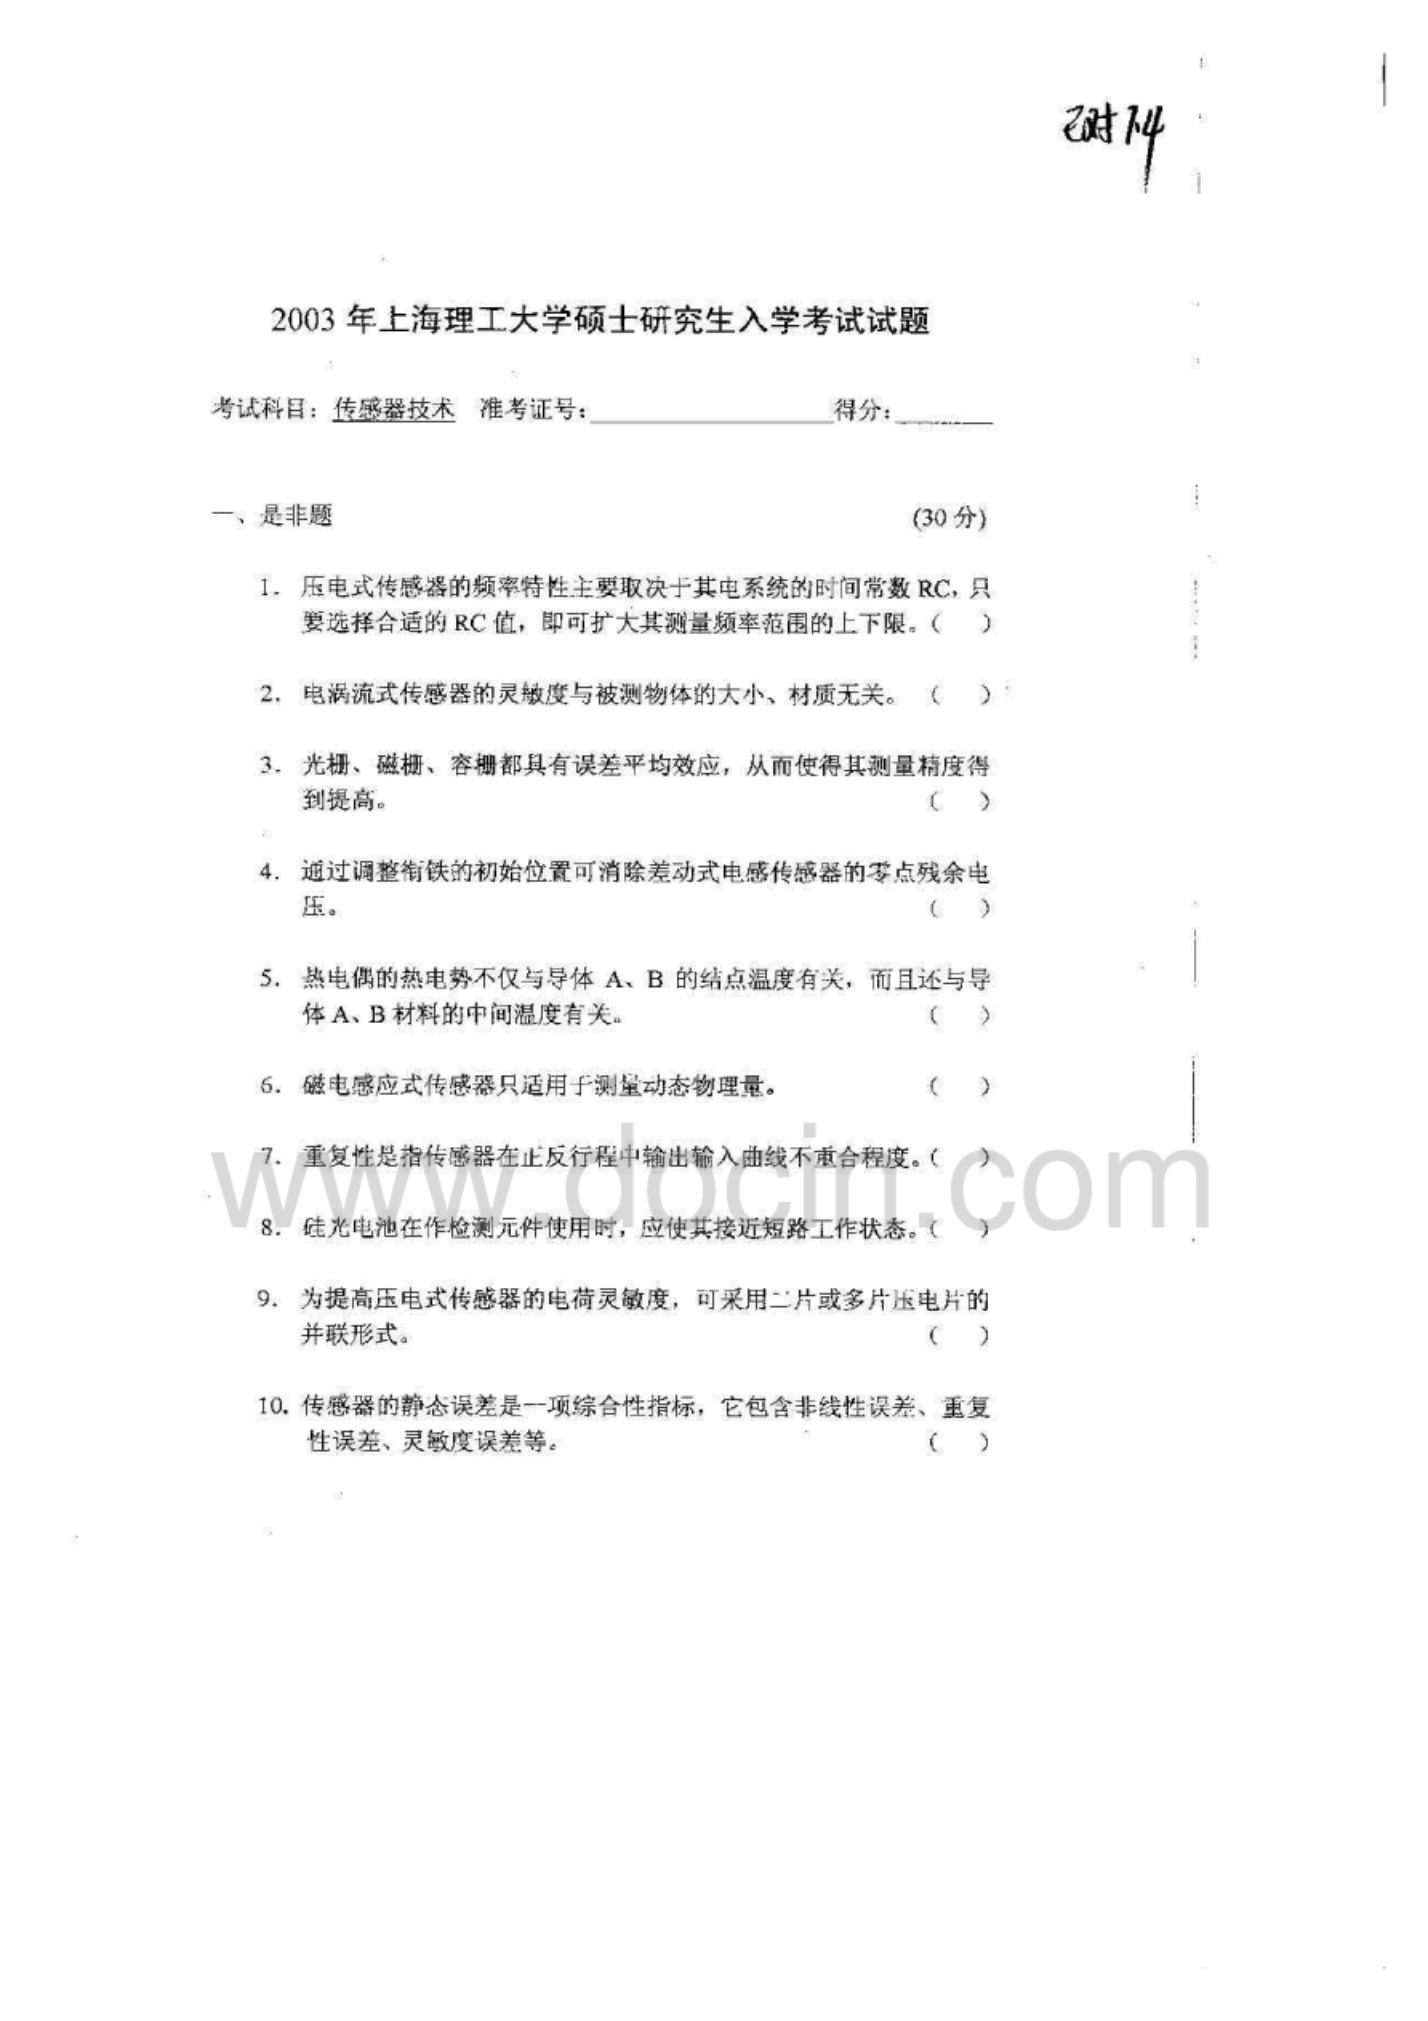 2003 年上海理工大学硕士研究生入学考试试题
考试科目：传感器技术 准考证号：____________ 得分：______
一、是非题 (30 分)
1. 压电式传感器的频率特性主要取决于其电系统的时间常数 RC，只
要选择合适的 RC 值，即可扩大其测量频率范围的上下限。（ ）
2. 电涡流式传感器的灵敏度与被测物体的大小、材质无关。（ ）
3. 光栅、磁栅、容栅都具有误差平均效应，从而使得其测量精度得
到提高。（ ）
4. 通过调整衔铁的初始位置可消除差动式电感传感器的零点残余电
压。（ ）
5. 热电偶的热电势不仅与导体 A、B 的结点温度有关，而且还与导
体 A、B 材料的中间温度有关。（ ）
6. 磁电感应式传感器只适用于测量动态物理量。（ ）
7. 重复性是指传感器在正反行程中输出输入曲线不重合程度。（ ）
www.docin.com
8. 硅光电池在作检测元件使用时，应使其接近短路工作状态。（ ）
9. 为提高压电式传感器的电荷灵敏度，可采用二片或多片压电片的
并联形式。（ ）
10. 传感器的静态误差是一项综合性指标，它包含非线性误差、重复
性误差、灵敏度误差等。（ ）